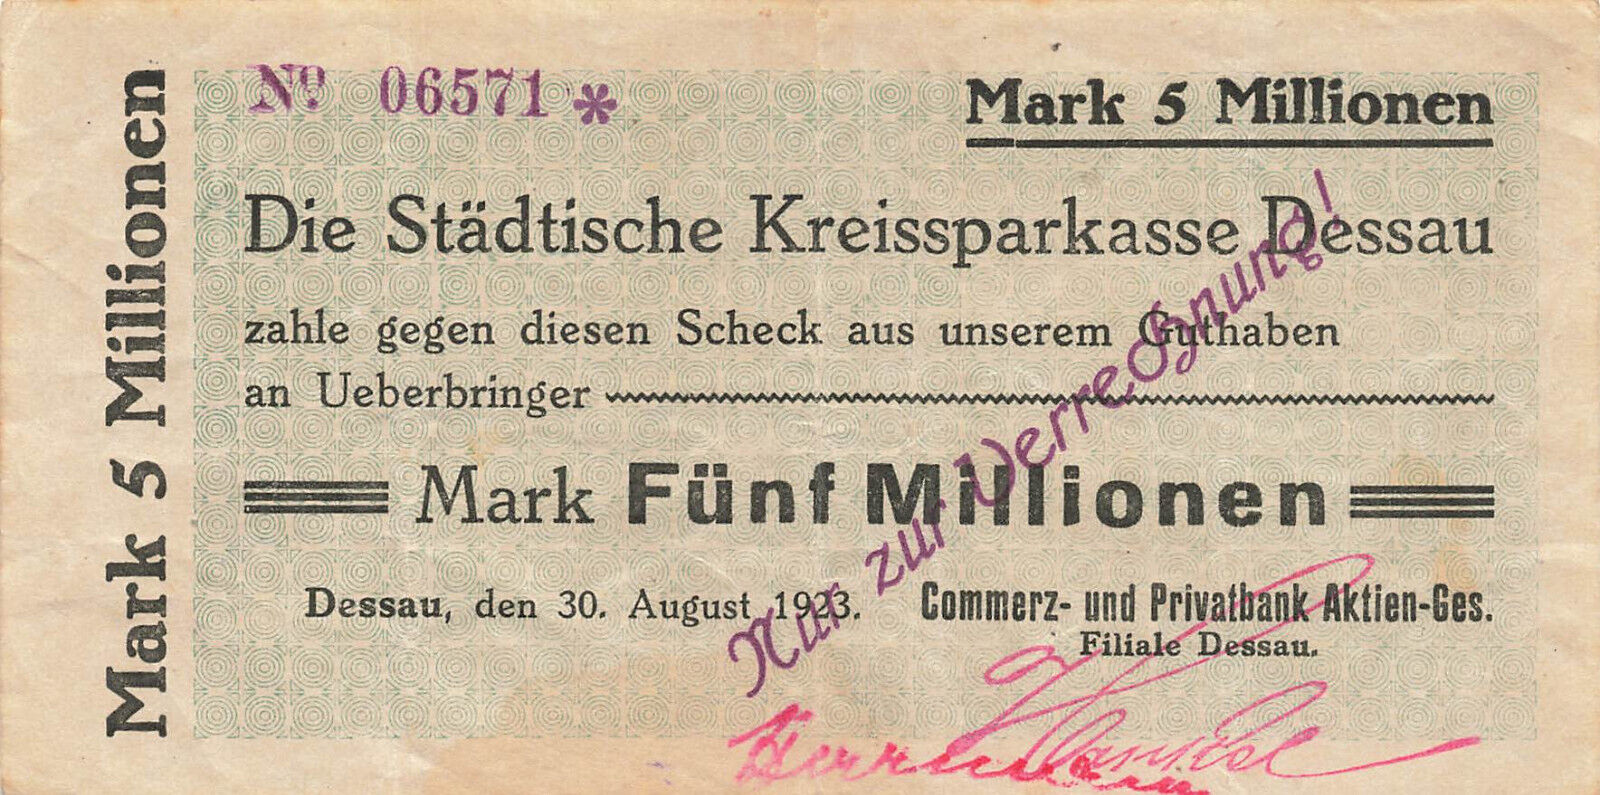 Mark 5 Millionen
No 06571 *
Mark 5 Millionen
Die Städtische Kreissparkasse Dessau
zahle gegen diesen Scheck aus unserem Guthaben
an Ueberbringer
Mark Fünf Millionen
Dessau, den 30. August 1923.
Commerz- und Privatbank Aktien-Ges.
Filiale Dessau.
Nur zur Verrechnung!
Herrmann